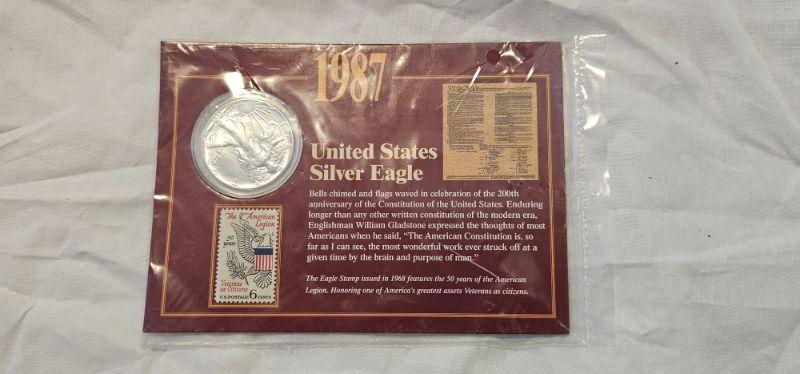 1987
United States
Silver Eagle
Bells chimed and flags waved in celebration of the 200th
anniversary of the Constitution of the United States. Enduring
longer than any other written constitution of the modern era,
Englishman William Gladstone expressed the thoughts of most
Americans when he said, “The American Constitution is, so
far as I can see, the most wonderful work ever struck off at a
given time by the brain and purpose of man.”
The Eagle Stamp issued in 1968 features the 50 years of the American
Legion. Honoring one of America's greatest assets Veterans as citizens.
The American
Legion
50
years
Veterans
as Citizens
U.S. POSTAGE 6 CENTS